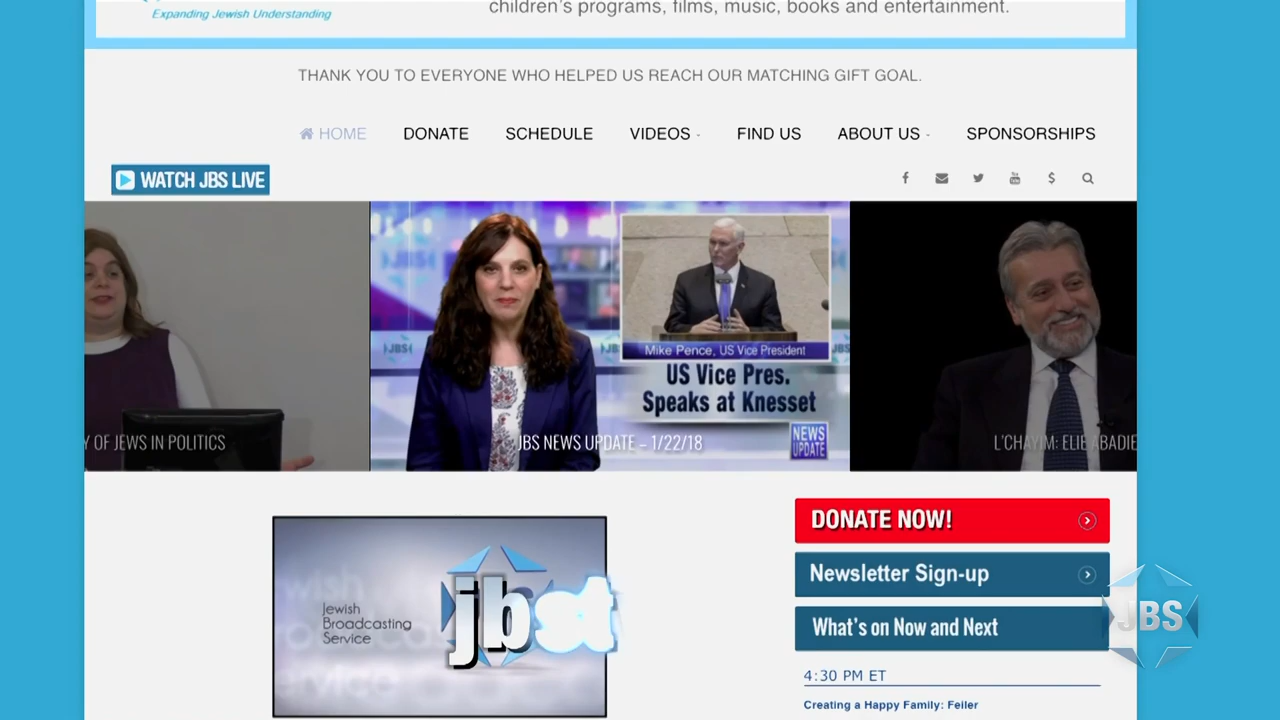 Expanding Jewish Understanding
children's programs, films, music, books and entertainment.
THANK YOU TO EVERYONE WHO HELPED US REACH OUR MATCHING GIFT GOAL.
HOME DONATE SCHEDULE VIDEOS FIND US ABOUT US SPONSORSHIPS
WATCH JBS LIVE
JBS
JBS
Mike Pence, US Vice President
US Vice Pres.
Speaks at Knesset
Y OF JEWS IN POLITICS
JBS NEWS UPDATE – 1/22/18
NEWS
UPDATE
L'CHAYIM: ELIE ABADIE
DONATE NOW!
Newsletter Sign-up
What's on Now and Next
Jewish
Broadcasting
Service
jbst
JBS
4:30 PM ET
Creating a Happy Family: Feiler